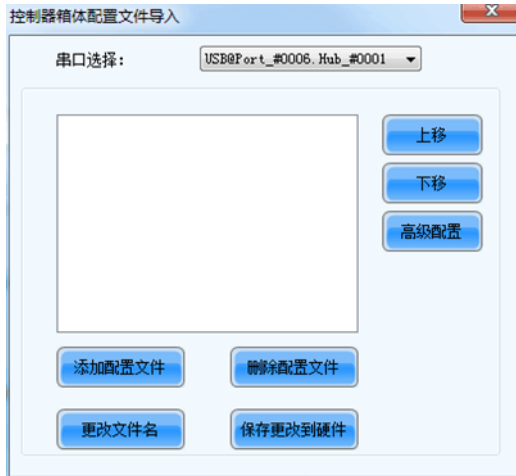 控制器箱体配置文件导入
串口选择: USB@Port_#0006.Hub_#0001
上移
下移
高级配置
添加配置文件 删除配置文件
更改文件名 保存更改到硬件